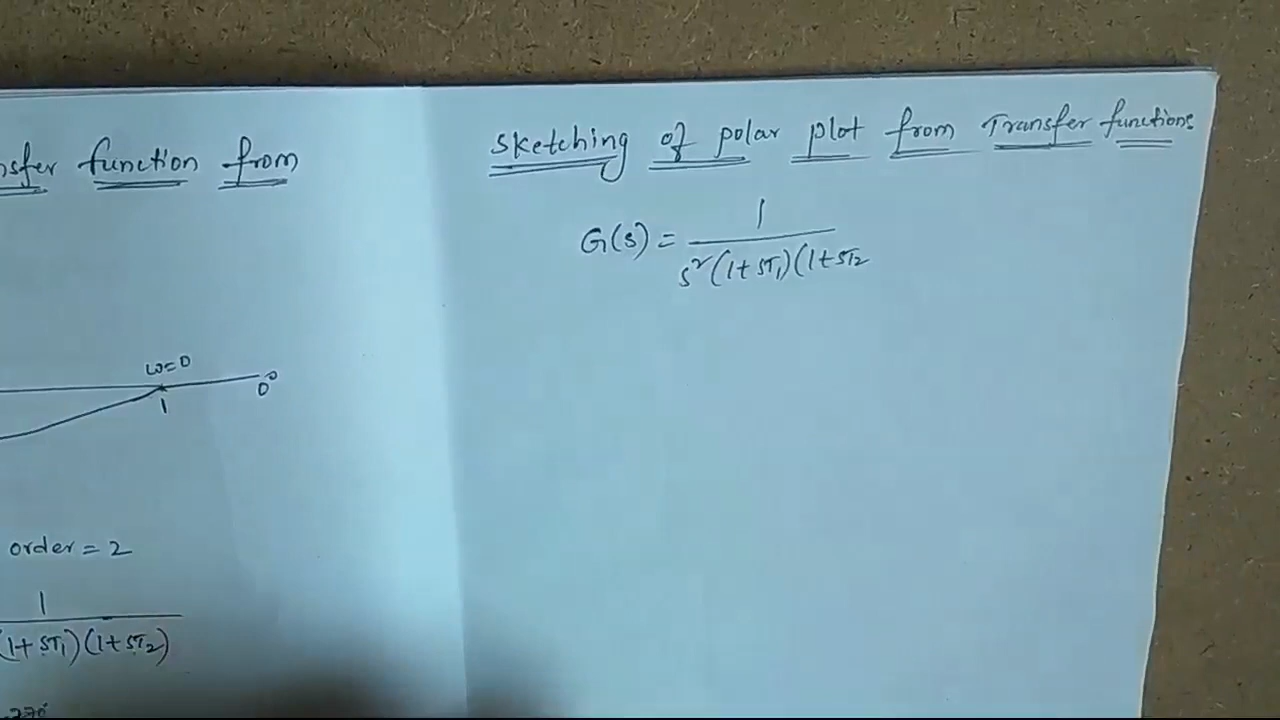 nsfer function from
ω=0
1
0°
order = 2
1
(1+ST₁)(1+ST₂)
-270°
Sketching of polar plot from Transfer functions
G(s) = 1
s²(1+ST₁)(1+ST₂